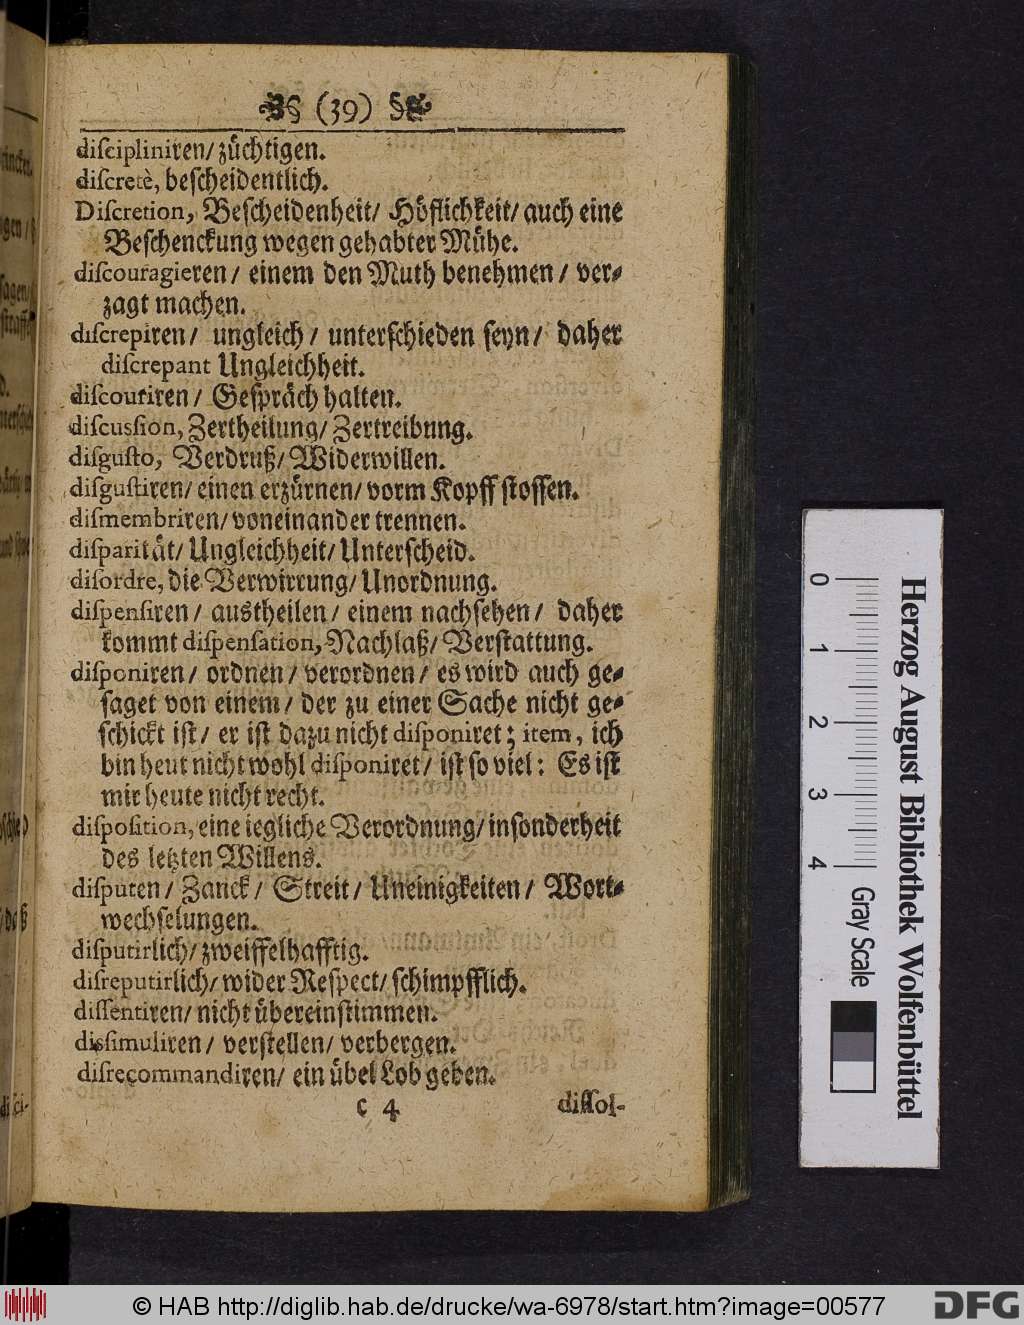 (39)
diſcipliniren/ züchtigen.
diſcretè, beſcheidentlich.
Diſcretion, Beſcheidenheit/ Höflichkeit/ auch eine
Beſchenckung wegen gehabter Mühe.
diſcouragieren/ einem den Muth benehmen/ ver⸗
zagt machen.
diſcrepiren/ ungleich/ unterſchieden ſeyn/ daher
diſcrepant Ungleichheit.
diſcouriren/ Geſpräch halten.
diſcuſſion, Zertheilung/ Zertreibung.
diſguſto, Verdruß/ Widerwillen.
diſguſtiren/ einen erzürnen/ vorm Kopff ſtoſſen.
diſmembriren/ voneinander trennen.
diſparität/ Ungleichheit/ Unterſcheid.
diſordre, die Verwirrung/ Unordnung.
diſpenſiren/ austheilen/ einem nachſehen/ daher
kommt diſpenſation, Nachlaß/ Verſtattung.
diſponiren/ ordnen/ verordnen/ es wird auch ge⸗
ſaget von einem/ der zu einer Sache nicht ge⸗
ſchickt iſt/ er iſt dazu nicht diſponiret; item, ich
bin heut nicht wohl diſponiret/ iſt ſo viel: Es iſt
mir heute nicht recht.
diſpoſition, eine iegliche Verordnung/ inſonderheit
des letzten Willens.
diſputen/ Zanck/ Streit/ Uneinigkeiten/ Wort⸗
wechſelungen.
diſputirlich/ zweiffelhafftig.
diſreputirlich/ wider Reſpect/ ſchimpfflich.
diſſentiren/ nicht übereinſtimmen.
disſimuliren/ verſtellen/ verbergen.
diſrecommandiren/ ein übel Lob geben.
c 4 diſſol-
0 1 2 3 4
Herzog August Bibliothek Wolfenbüttel
Gray Scale
© HAB http://diglib.hab.de/drucke/wa-6978/start.htm?image=00577
DFG